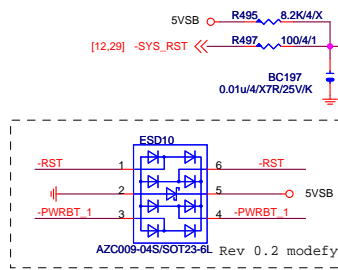 R495 8.2K/4/X
5VSB
[12,29] -SYS_RST R497 100/4/1
BC197
0.01u/4/X7R/25V/K
ESD10
-RST 1 6 -RST
2 5 5VSB
-PWRBT_1 3 4 -PWRBT_1
AZC009-04S/SOT23-6L Rev 0.2 modefy